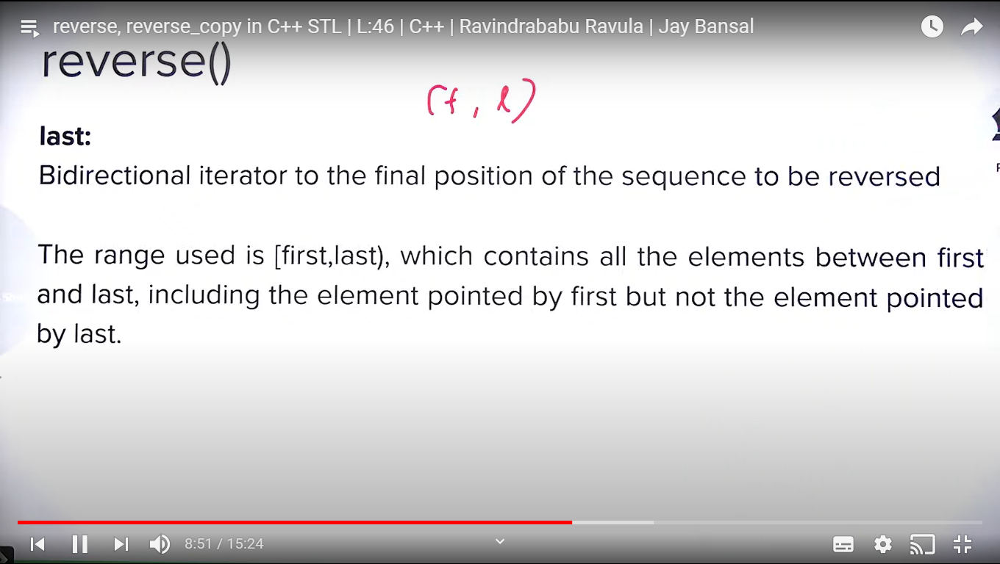 reverse, reverse_copy in C++ STL | L:46 | C++ | Ravindrababu Ravula | Jay Bansal
reverse()
(f, l)
last:
Bidirectional iterator to the final position of the sequence to be reversed
The range used is [first,last), which contains all the elements between first
and last, including the element pointed by first but not the element pointed
by last.
8:51 / 15:24